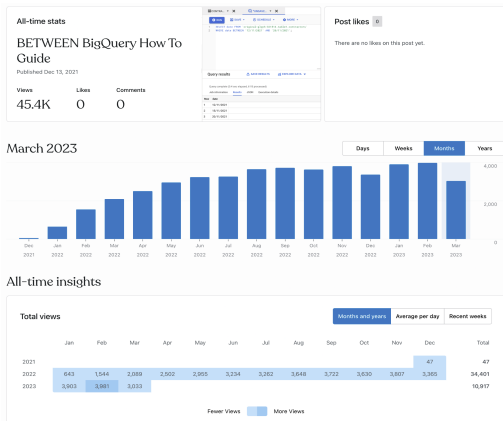 All-time stats
BETWEEN BigQuery How To
Guide
Published Dec 13, 2021
Views Likes Comments
45.4K 0 0
Query results
Post likes 0
There are no likes on this post yet.
March 2023
Days Weeks Months Years
4,000
2,000
0
Dec Jan Feb Mar Apr May Jun Jul Aug Sep Oct Nov Dec Jan Feb Mar
2021 2022 2022 2022 2022 2022 2022 2022 2022 2022 2022 2022 2022 2023 2023 2023
All-time insights
Total views
Months and years Average per day Recent weeks
Jan Feb Mar Apr May Jun Jul Aug Sep Oct Nov Dec Total
2021 47 47
2022 643 1,544 2,089 2,502 2,955 3,234 3,262 3,648 3,722 3,630 3,807 3,365 34,401
2023 3,903 3,981 3,033 10,917
Fewer Views More Views